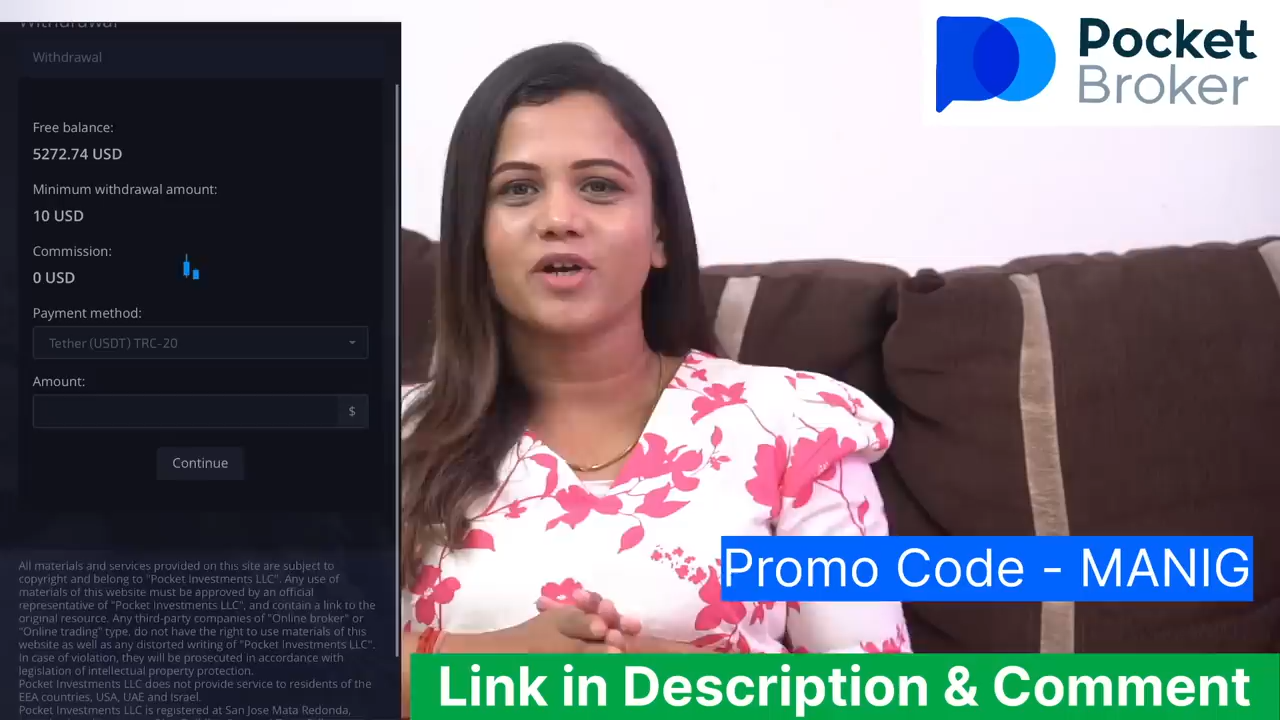 Withdrawal
Withdrawal
Free balance:
5272.74 USD
Minimum withdrawal amount:
10 USD
Commission:
0 USD
Payment method:
Tether (USDT) TRC-20
Amount:
$
Continue
All materials and services provided on this site are subject to
copyright and belong to "Pocket Investments LLC". Any use of
materials of this website must be approved by an official
representative of "Pocket Investments LLC", and contain a link to the
original resource. Any third-party companies of "Online broker" or
"Online trading" type, do not have the right to use materials of this
website as well as any distorted writing of "Pocket Investments LLC".
In case of violation, they will be prosecuted in accordance with
legislation of intellectual property protection.
Pocket Investments LLC does not provide service to residents of the
EEA countries, USA, UAE and Israel.
Pocket Investments LLC is registered at San Jose Mata Redonda,
Pocket
Broker
Promo Code - MANIG
Link in Description & Comment